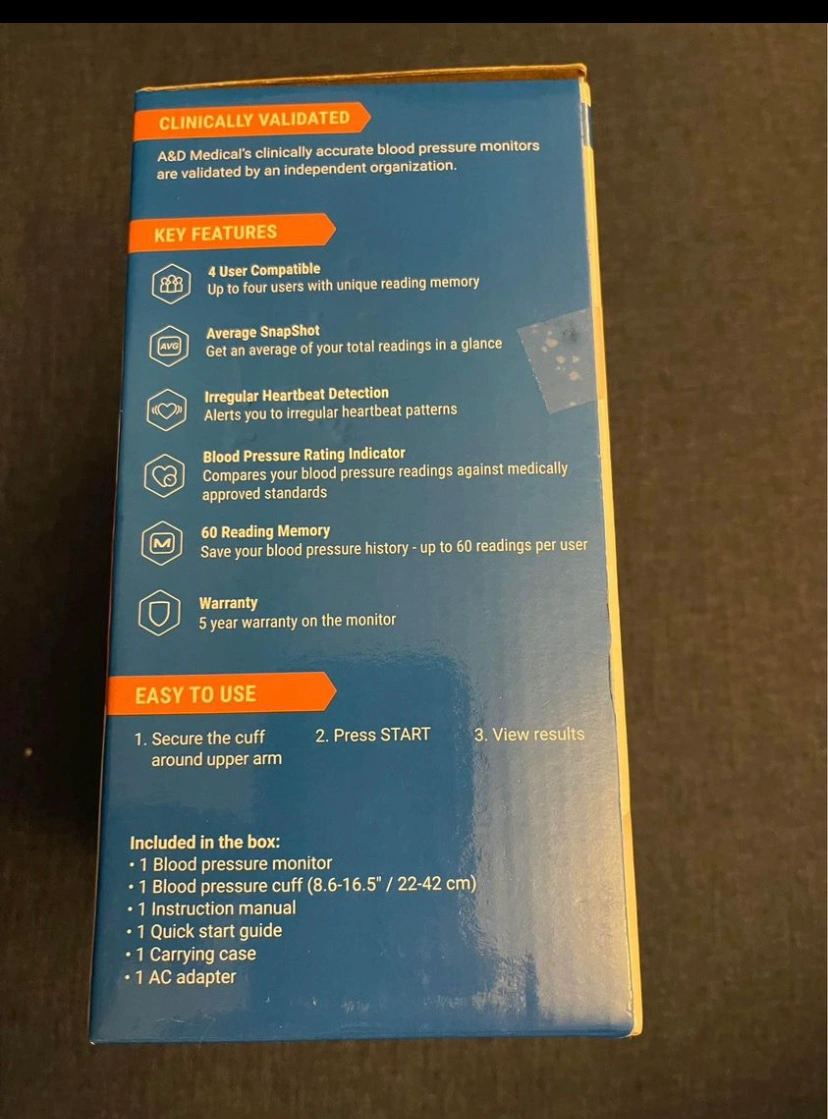 CLINICALLY VALIDATED
A&D Medical's clinically accurate blood pressure monitors
are validated by an independent organization.
KEY FEATURES
4 User Compatible
Up to four users with unique reading memory
AVG
Average SnapShot
Get an average of your total readings in a glance
Irregular Heartbeat Detection
Alerts you to irregular heartbeat patterns
Blood Pressure Rating Indicator
Compares your blood pressure readings against medically
approved standards
M
60 Reading Memory
Save your blood pressure history - up to 60 readings per user
Warranty
5 year warranty on the monitor
EASY TO USE
1. Secure the cuff
around upper arm
2. Press START
3. View results
Included in the box:
• 1 Blood pressure monitor
• 1 Blood pressure cuff (8.6-16.5" / 22-42 cm)
• 1 Instruction manual
• 1 Quick start guide
• 1 Carrying case
• 1 AC adapter